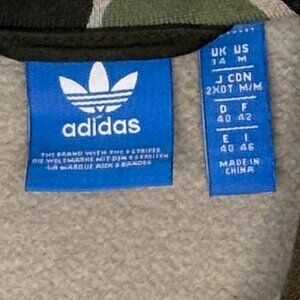 adidas
THE BRAND WITH THE 3 STRIPES
DIE WELTMARKE MIT DEN 3 STREIFEN
LA MARQUE AUX 3 BANDES
UK US
14 M
J CDN
2XOT M/M
D F
40 42
E I
40 46
MADE IN
CHINA